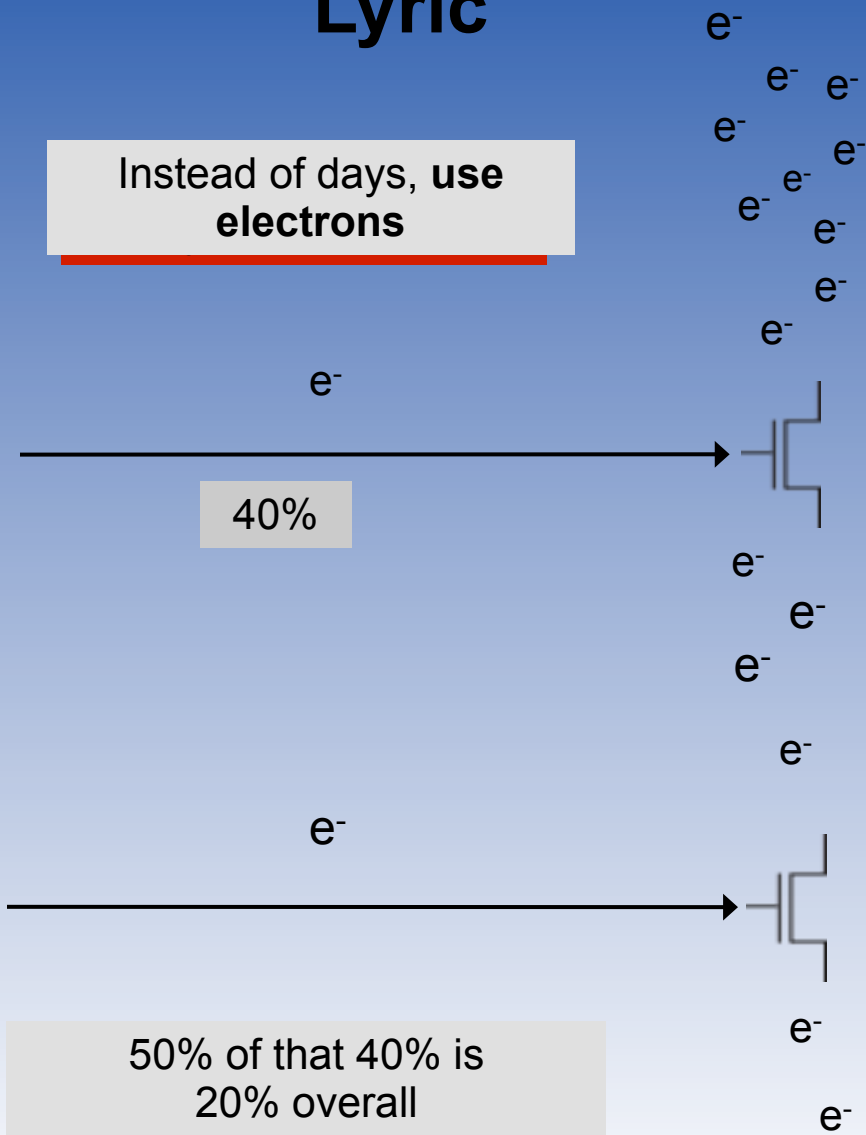 Lyric
e-
e- e-
e-
e-
e-
e-
e-
Instead of days, use
electrons
e-
e-
e-
40%
e-
e-
e-
e-
e-
e-
50% of that 40% is
20% overall
e-